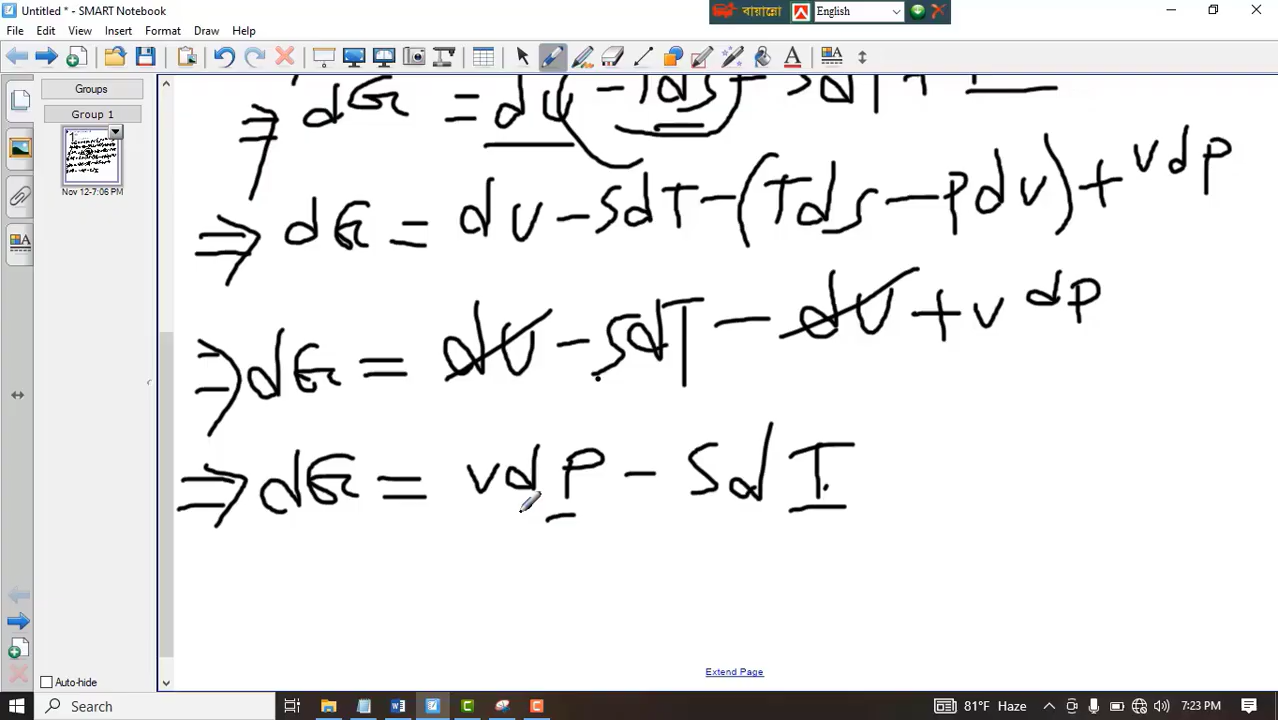 Untitled * - SMART Notebook
বায়ান্নো
English
File Edit View Insert Format Draw Help
Groups
Group 1
Nov 12-7:06 PM
⇒ dG = dU - TdS - SdT +
⇒ dG = dU - SdT - (TdS - PdV) + VdP
⇒ dG = dU - SdT - dU + VdP
⇒ dG = VdP - SdT
Extend Page
Auto-hide
Search
81°F Haze
7:23 PM